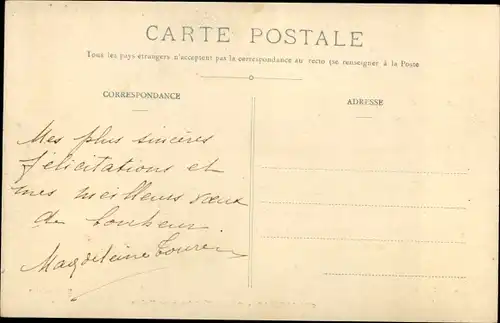 CARTE POSTALE
Tous les pays étrangers n'acceptent pas la correspondance au recto (se renseigner à la Poste
CORRESPONDANCE
ADRESSE
Mes plus sincères
félicitations et
mes meilleurs vœux
de bonheur
Magdeleine